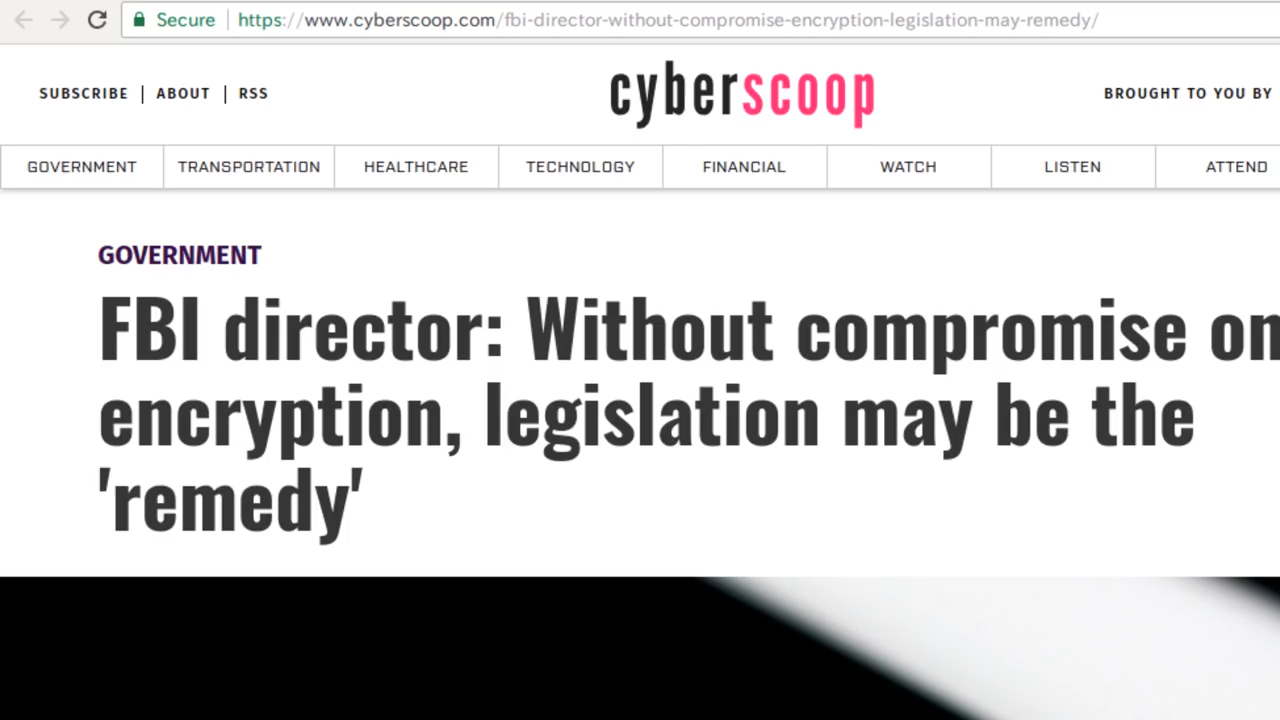 Secure https://www.cyberscoop.com/fbi-director-without-compromise-encryption-legislation-may-remedy/
SUBSCRIBE | ABOUT | RSS
cyberscoop
BROUGHT TO YOU BY
GOVERNMENT TRANSPORTATION HEALTHCARE TECHNOLOGY FINANCIAL WATCH LISTEN ATTEND
GOVERNMENT
FBI director: Without compromise on
encryption, legislation may be the
'remedy'